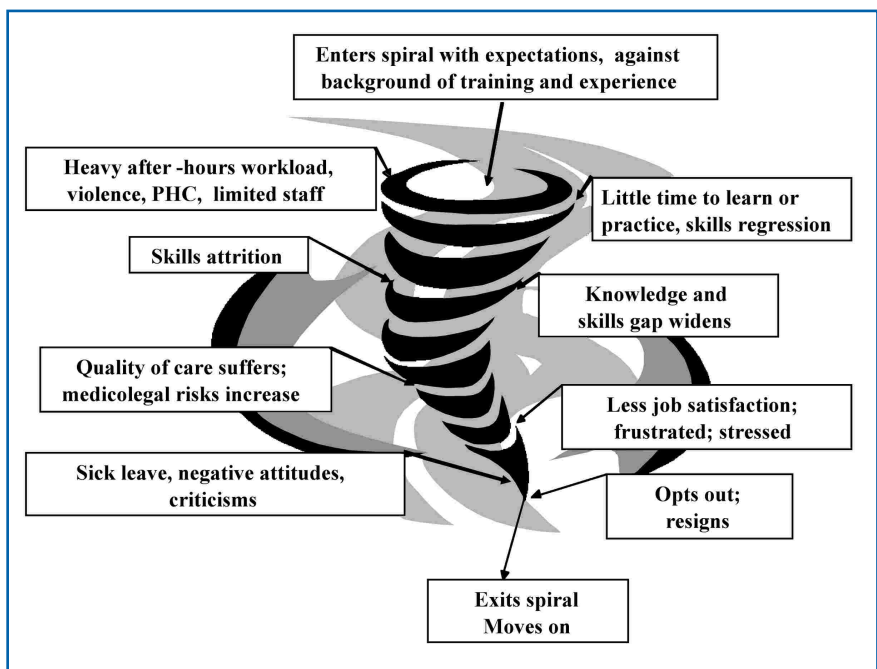 Enters spiral with expectations, against
background of training and experience
Heavy after -hours workload,
violence, PHC, limited staff
Little time to learn or
practice, skills regression
Skills attrition
Knowledge and
skills gap widens
Quality of care suffers;
medicolegal risks increase
Less job satisfaction;
frustrated; stressed
Sick leave, negative attitudes,
criticisms
Opts out;
resigns
Exits spiral
Moves on